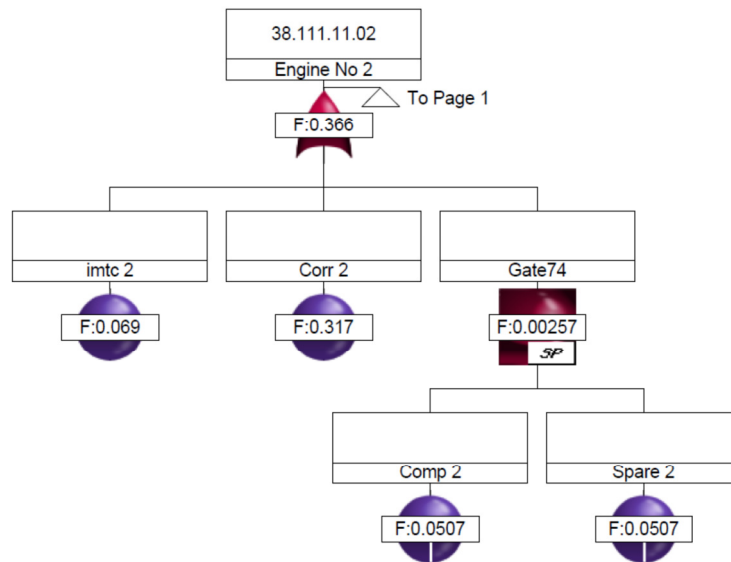 38.111.11.02
Engine No 2
To Page 1
F:0.366
imtc 2
Corr 2
Gate74
F:0.069
F:0.317
F:0.00257
SP
Comp 2
Spare 2
F:0.0507
F:0.0507